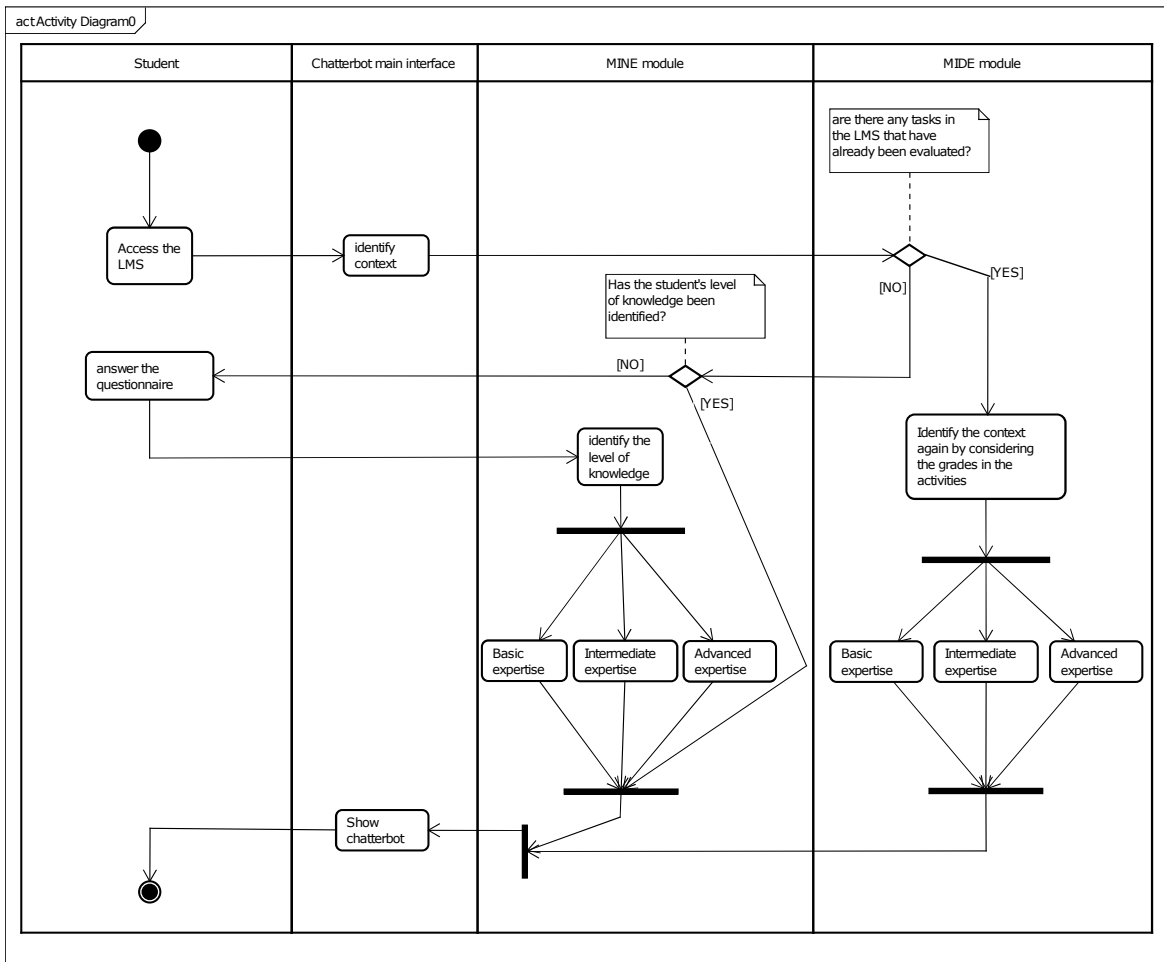 act Activity Diagram0
Student
Chatterbot main interface
MINE module
MIDE module
are there any tasks in
the LMS that have
already been evaluated?
Access the
LMS
identify
context
[YES]
[NO]
Has the student's level
of knowledge been
identified?
answer the
questionnaire
[NO]
[YES]
identify the
level of
knowledge
Identify the context
again by considering
the grades in the
activities
Basic
expertise
Intermediate
expertise
Advanced
expertise
Basic
expertise
Intermediate
expertise
Advanced
expertise
Show
chatterbot